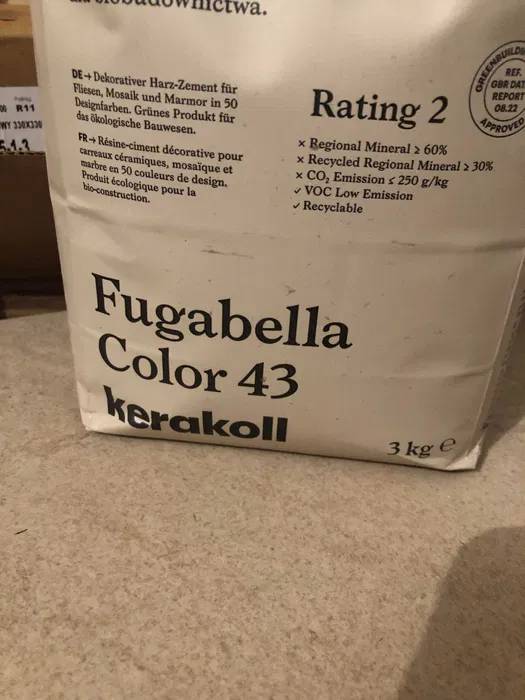 biobudownictwa.
DE→ Dekorativer Harz-Zement für
Fliesen, Mosaik und Marmor in 50
Designfarben. Grünes Produkt für
das ökologische Bauwesen.
FR→ Résine-ciment décorative pour
carreaux céramiques, mosaïque et
marbre en 50 couleurs de design.
Produit écologique pour la
bio-construction.
Rating 2
× Regional Mineral ≥ 60%
× Recycled Regional Mineral ≥ 30%
× CO₂ Emission ≤ 250 g/kg
✓ VOC Low Emission
✓ Recyclable
GREENBUILDING
REF.
GBR DATA
REPORT
08.22
APPROVED
R11
330X330
Fugabella
Color 43
kerakoll
3 kg ℮